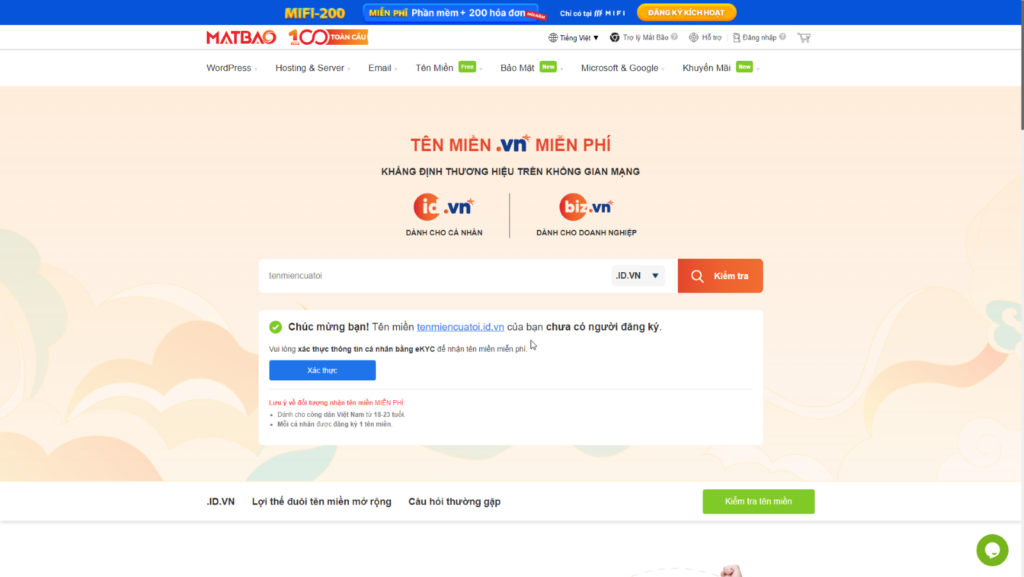 MIFI-200 MIỄN PHÍ Phần mềm + 200 hóa đơn Chỉ có tại MIFI ĐĂNG KÝ KÍCH HOẠT
MATBAO 100 TOÀN CẦU Tiếng Việt ▼ Trợ lý Mắt Bão Hỗ trợ Đăng nhập
WordPress Hosting & Server Email Tên Miền Free Bảo Mật New Microsoft & Google Khuyến Mãi New
TÊN MIỀN .vn MIỄN PHÍ
KHẲNG ĐỊNH THƯƠNG HIỆU TRÊN KHÔNG GIAN MẠNG
id.vn biz.vn
DÀNH CHO CÁ NHÂN DÀNH CHO DOANH NGHIỆP
tenmiencuatoi .ID.VN ▼ Kiểm tra
Chúc mừng bạn! Tên miền tenmiencuatoi.id.vn của bạn chưa có người đăng ký.
Vui lòng xác thực thông tin cá nhân bằng eKYC để nhận tên miền miễn phí.
Xác thực
Lưu ý về đối tượng nhận tên miền MIỄN PHÍ:
• Dành cho công dân Việt Nam từ 18-23 tuổi.
• Mỗi cá nhân được đăng ký 1 tên miền.
.ID.VN Lợi thế đuôi tên miền mở rộng Câu hỏi thường gặp Kiểm tra tên miền